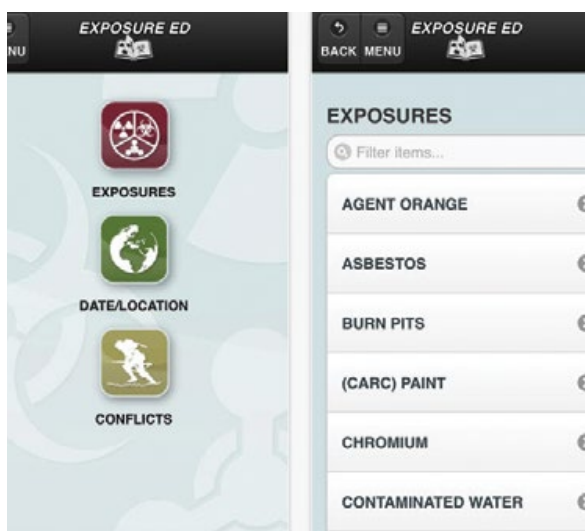 EXPOSURE ED
NU
EXPOSURES
DATE/LOCATION
CONFLICTS
EXPOSURE ED
BACK MENU
EXPOSURES
Filter items...
AGENT ORANGE
ASBESTOS
BURN PITS
(CARC) PAINT
CHROMIUM
CONTAMINATED WATER